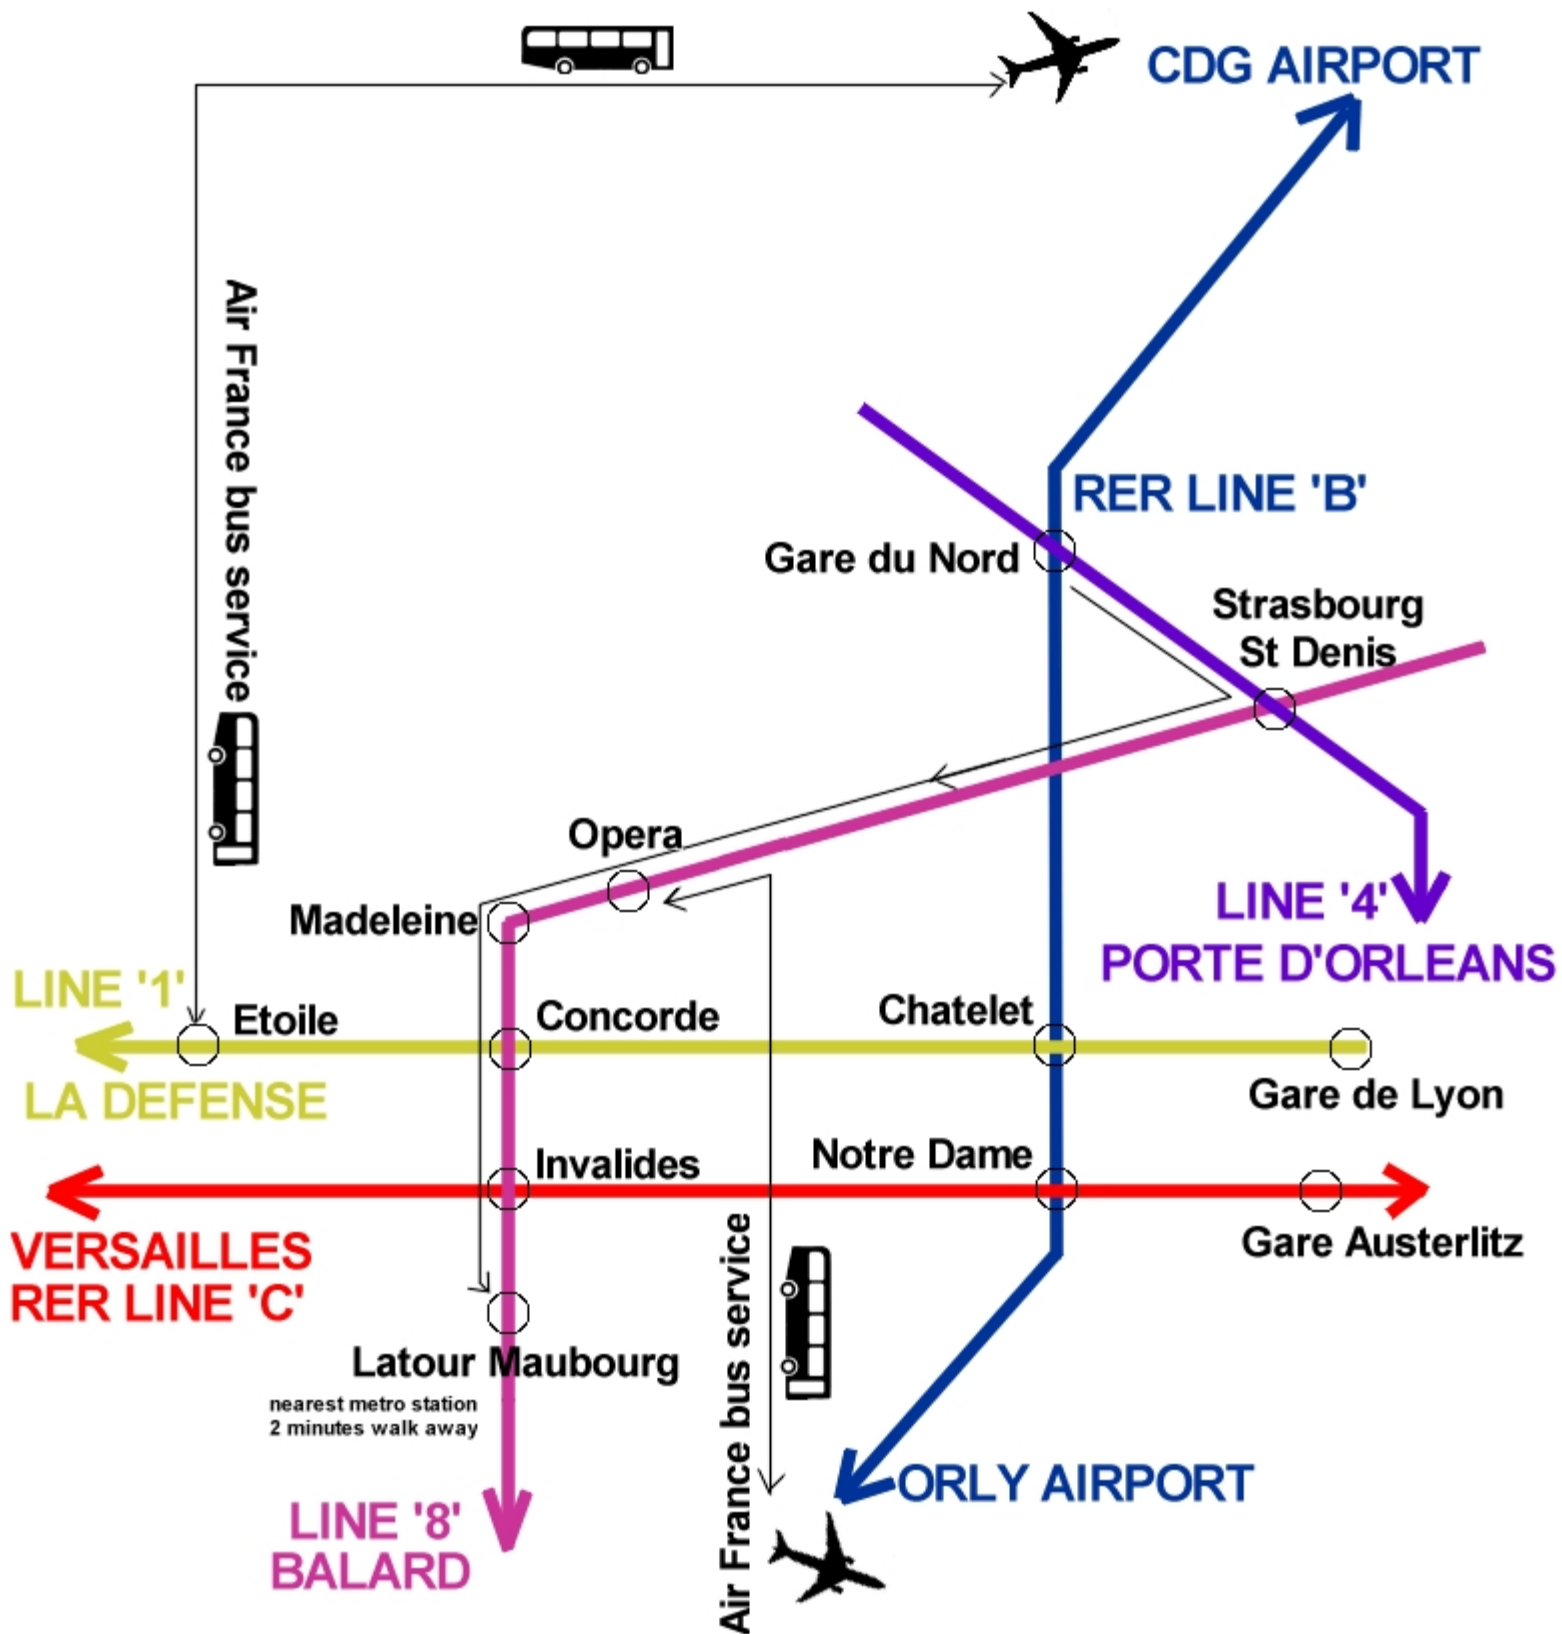 CDG AIRPORT
Air France bus service
RER LINE 'B'
Gare du Nord
Strasbourg
St Denis
Opera
Madeleine
LINE '4'
PORTE D'ORLEANS
LINE '1'
Etoile
Concorde
Chatelet
LA DEFENSE
Gare de Lyon
Invalides
Notre Dame
VERSAILLES
RER LINE 'C'
Gare Austerlitz
Latour Maubourg
nearest metro station
2 minutes walk away
Air France bus service
ORLY AIRPORT
LINE '8'
BALARD